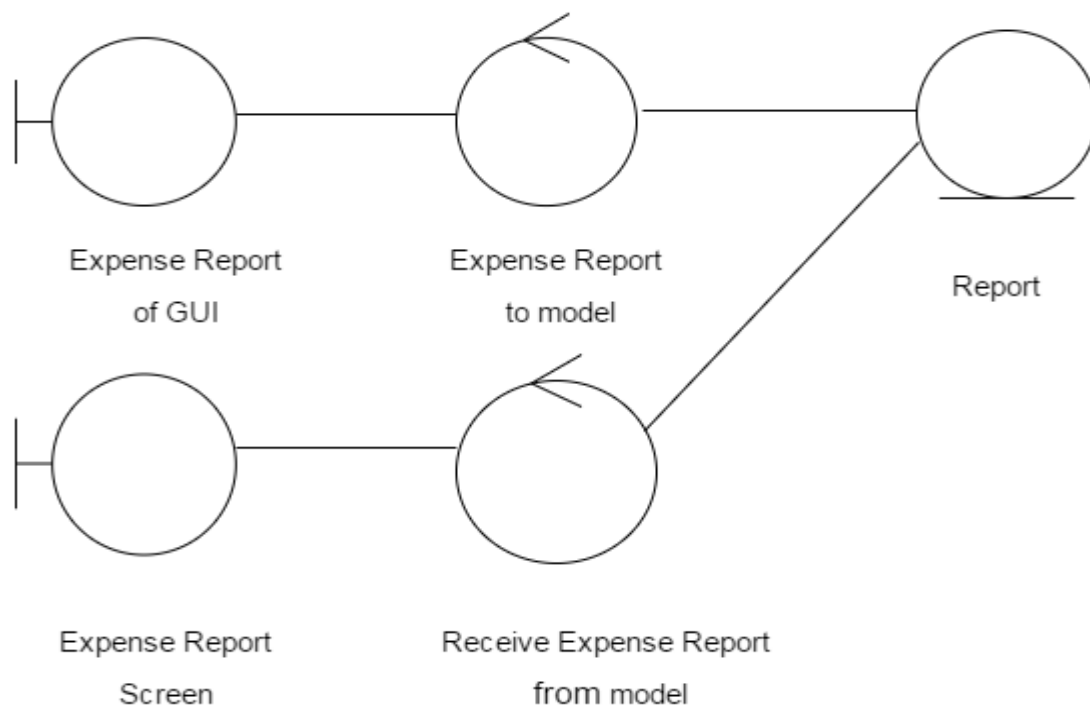 Expense Report
of GUI
Expense Report
to model
Report
Expense Report
Screen
Receive Expense Report
from model